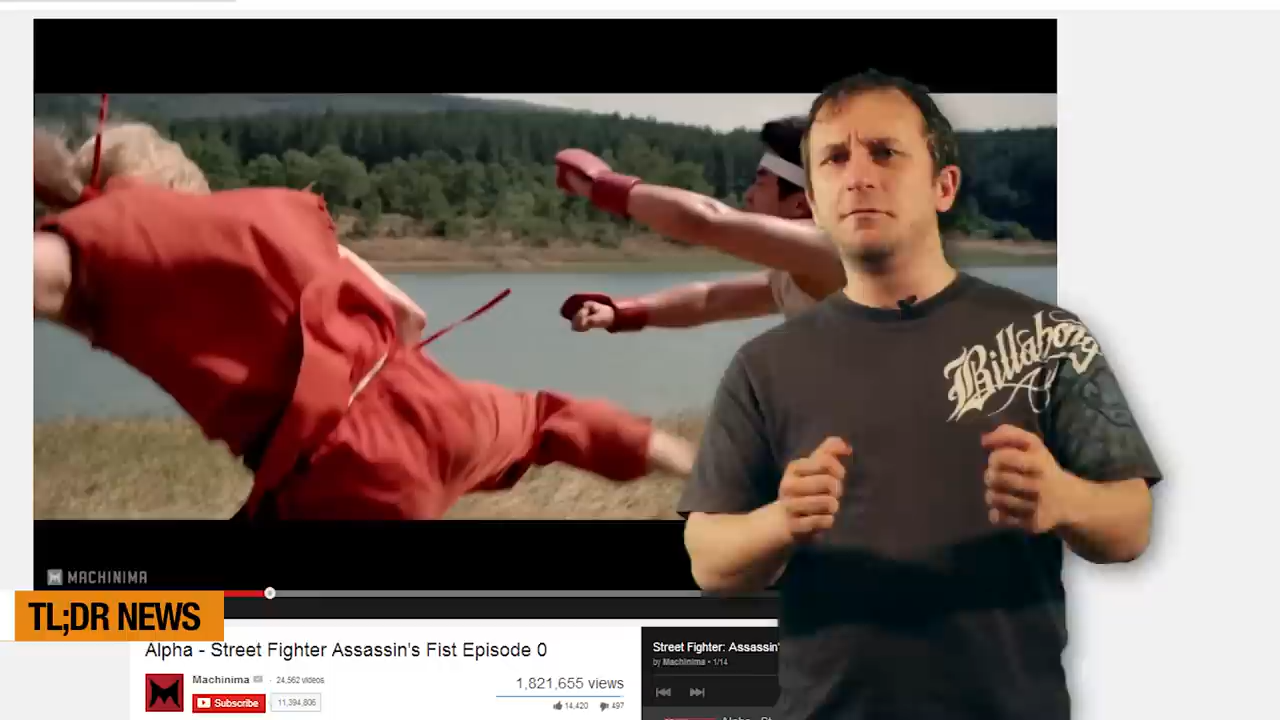 Billabong
MACHINIMA
TL;DR NEWS
Alpha - Street Fighter Assassin's Fist Episode 0
Machinima · 24,562 videos
Subscribe 11,394,806
1,821,655 views
14,420 497
Street Fighter: Assassin'
by Machinima • 1/14